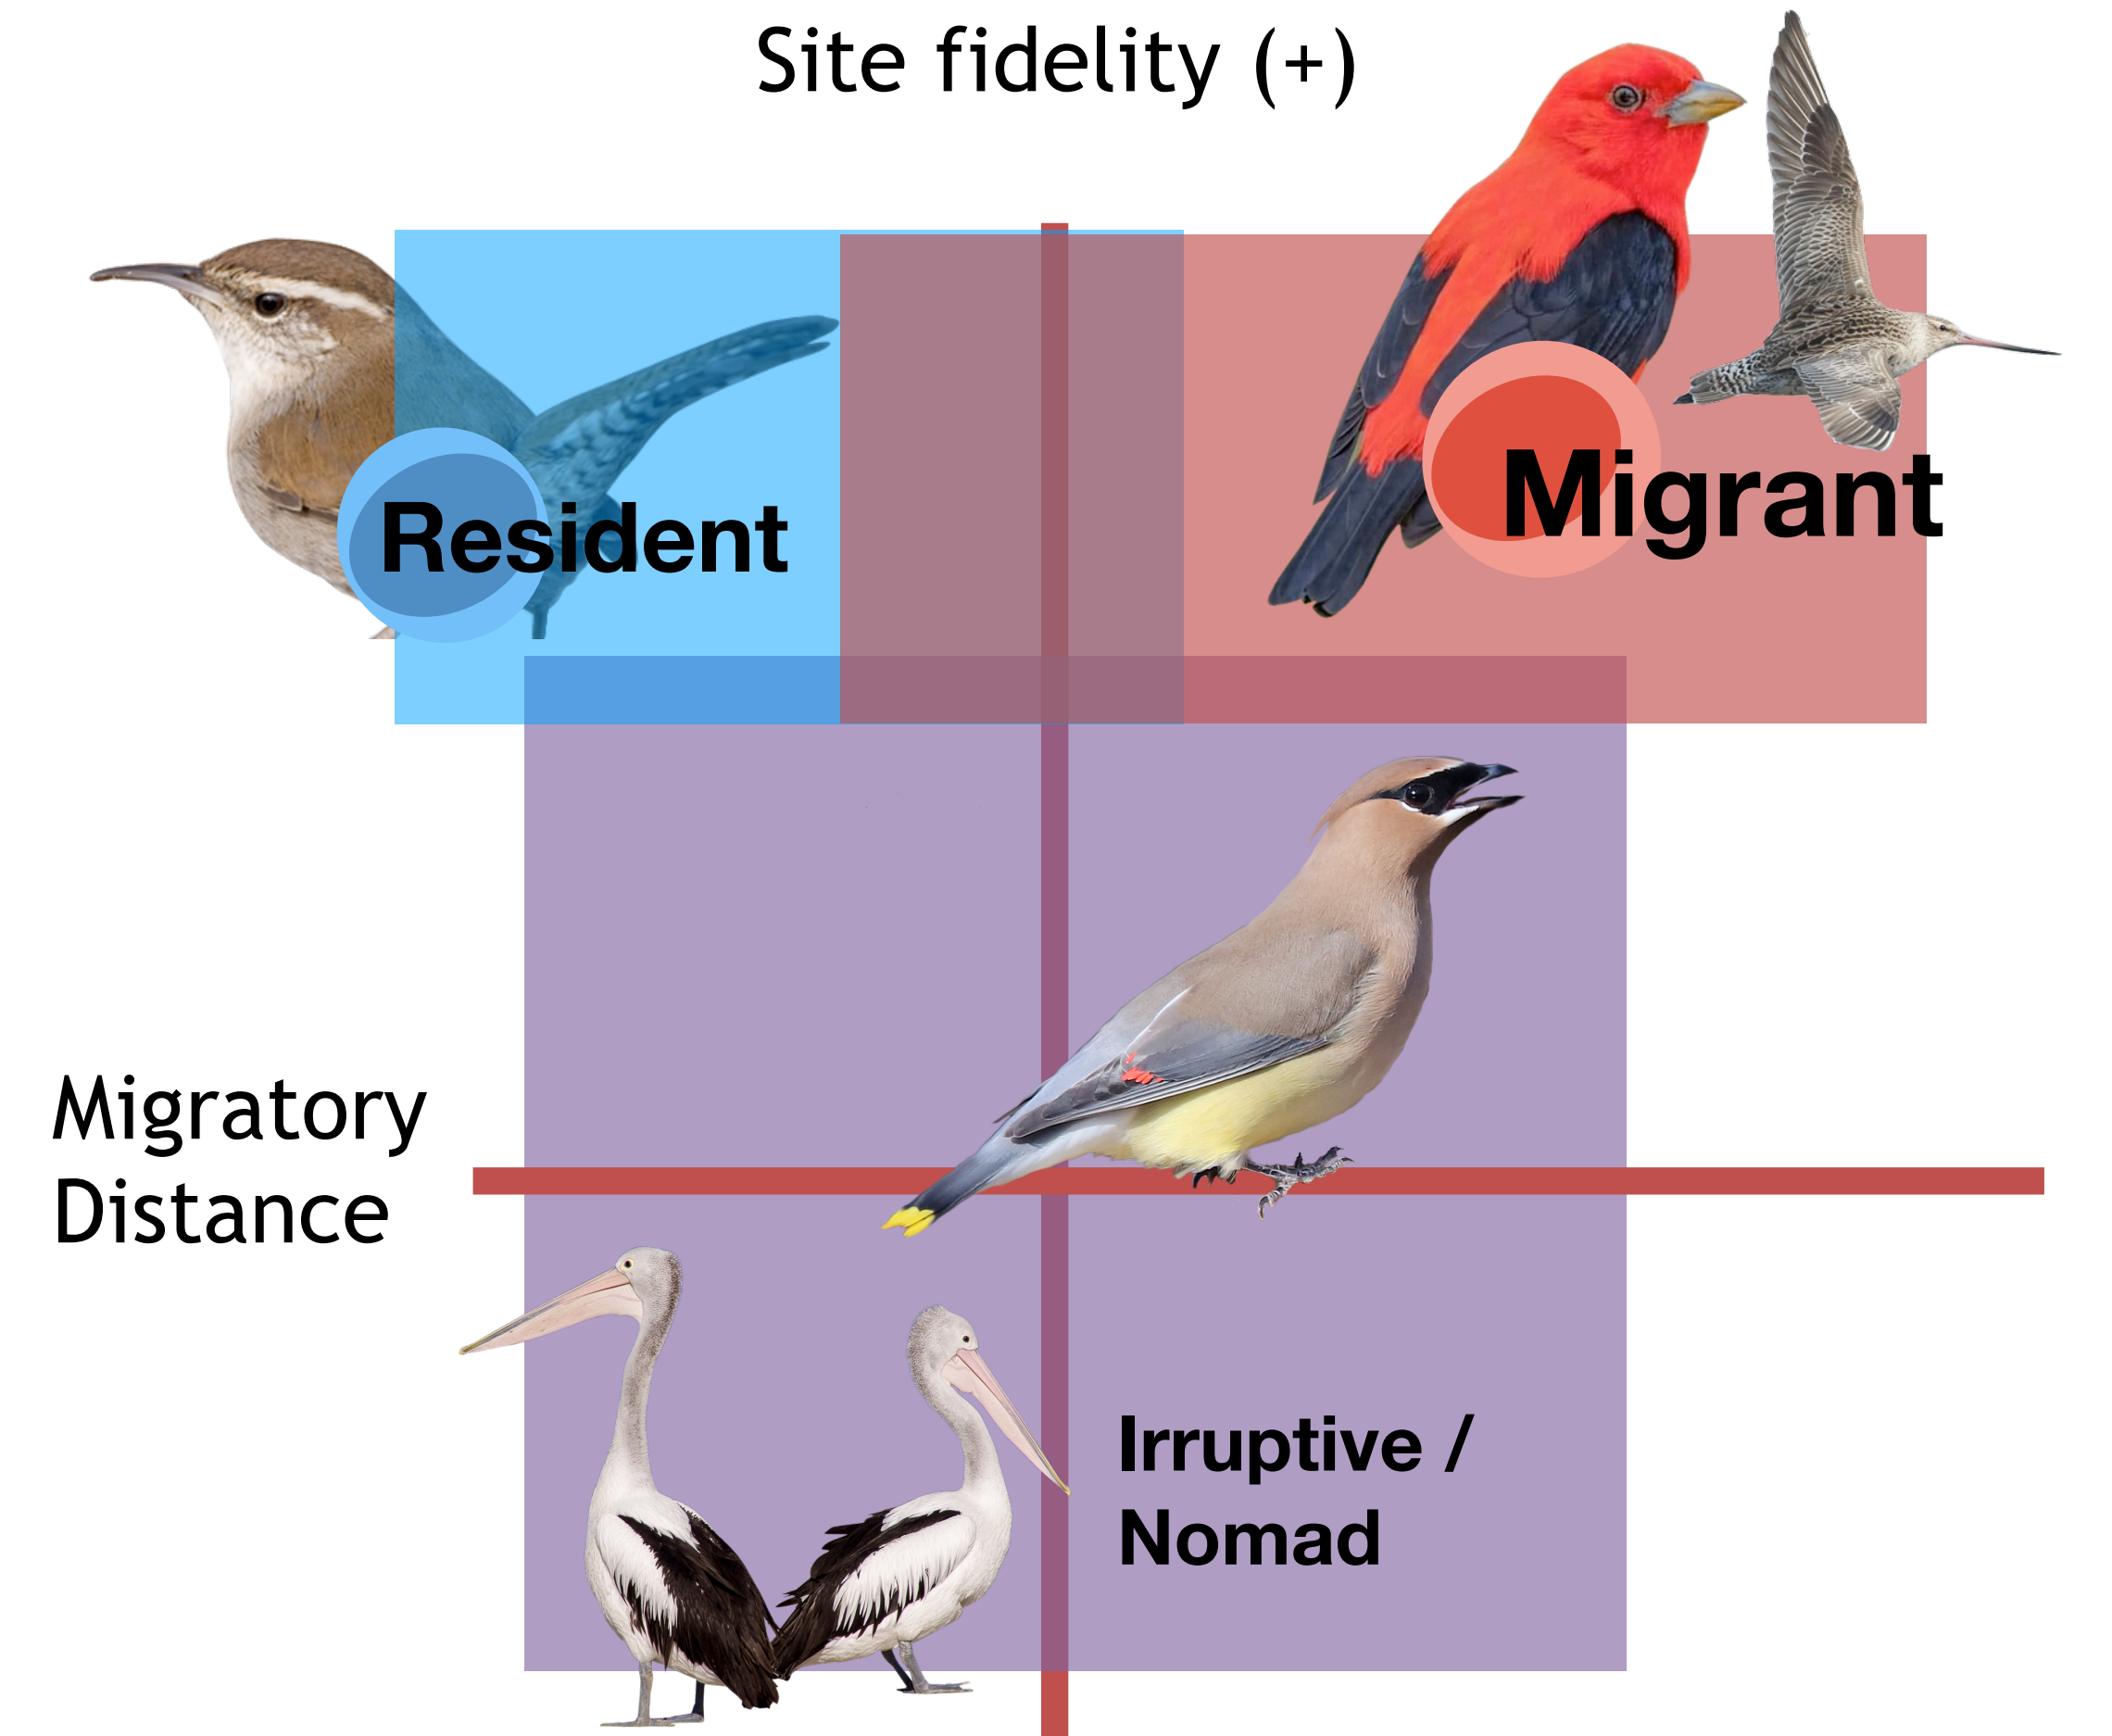 Site fidelity (+)
Resident
Migrant
Migratory
Distance
Irruptive /
Nomad